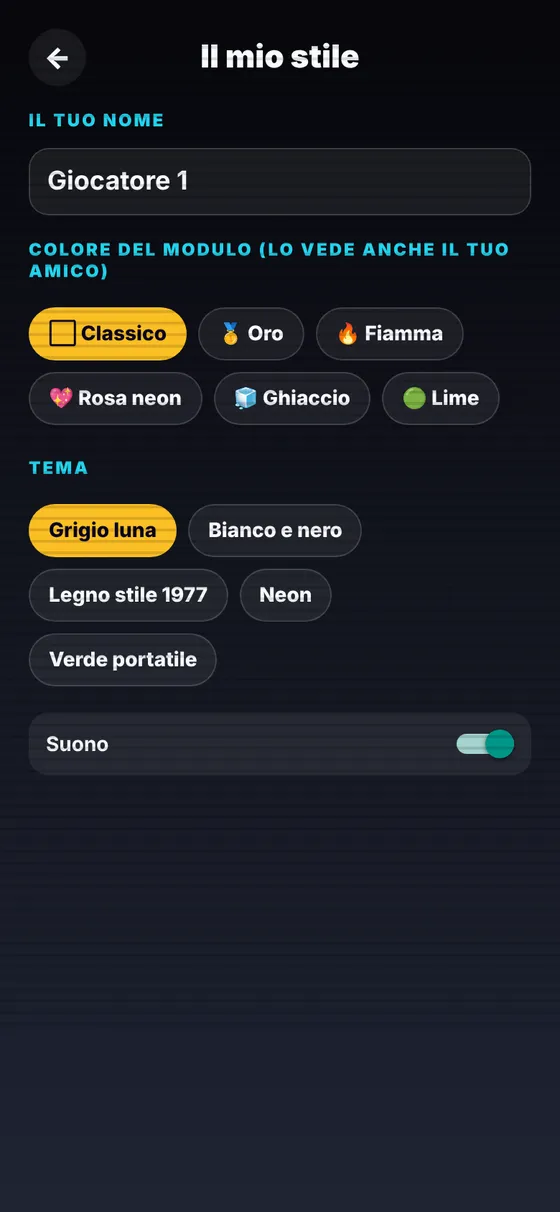 Il mio stile
IL TUO NOME
Giocatore 1
COLORE DEL MODULO (LO VEDE ANCHE IL TUO
AMICO)
Classico
🥇 Oro
🔥 Fiamma
💖 Rosa neon
🧊 Ghiaccio
🟢 Lime
TEMA
Grigio luna
Bianco e nero
Legno stile 1977
Neon
Verde portatile
Suono